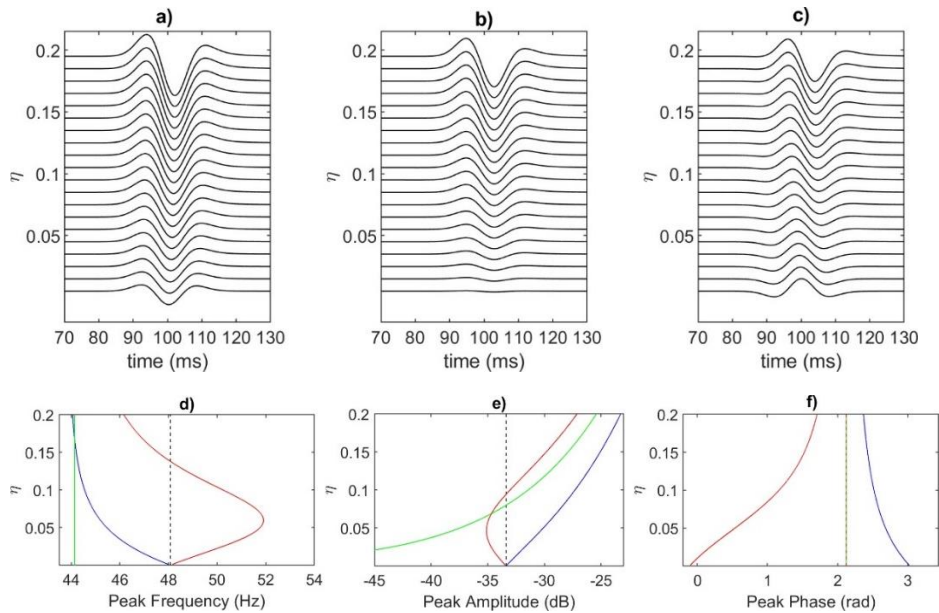 a) b) c)
0.2 0.2 0.2
0.15 0.15 0.15
η 0.1 η 0.1 η 0.1
0.05 0.05 0.05
70 80 90 100 110 120 130 70 80 90 100 110 120 130 70 80 90 100 110 120 130
time (ms) time (ms) time (ms)
d) e) f)
0.2 0.2 0.2
0.15 0.15 0.15
η 0.1 η 0.1 η 0.1
0.05 0.05 0.05
44 46 48 50 52 54 -45 -40 -35 -30 -25 0 1 2 3
Peak Frequency (Hz) Peak Amplitude (dB) Peak Phase (rad)